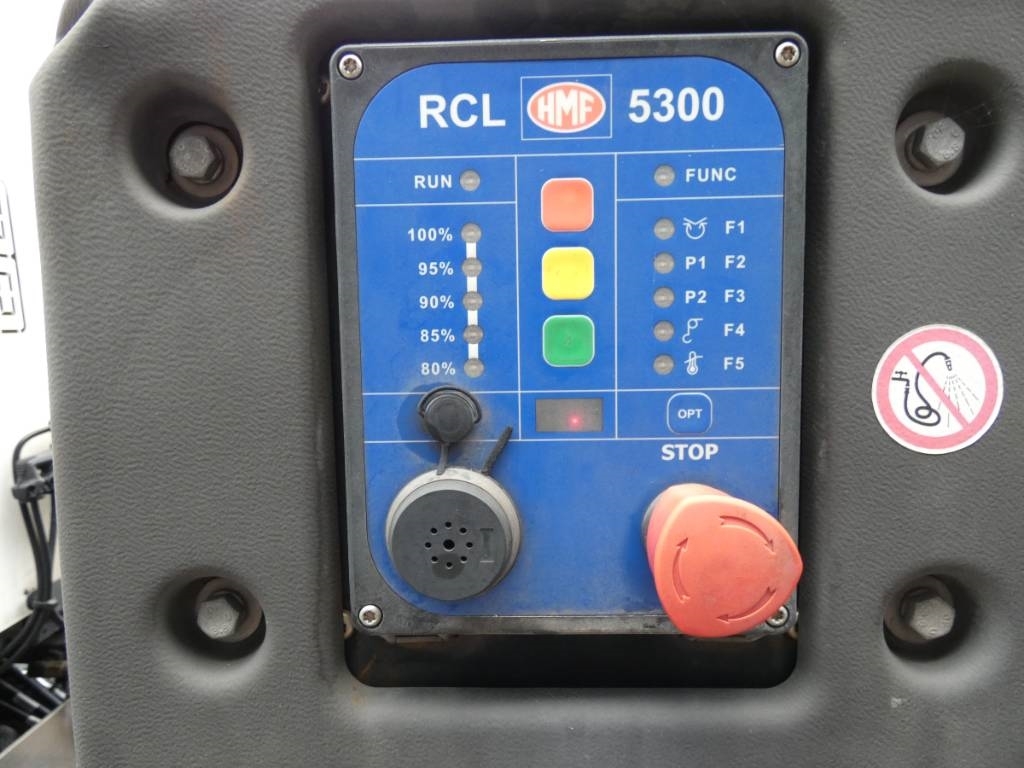 RCL HMF 5300
RUN
FUNC
100%
95%
90%
85%
80%
F1
P1 F2
P2 F3
F4
F5
OPT
STOP